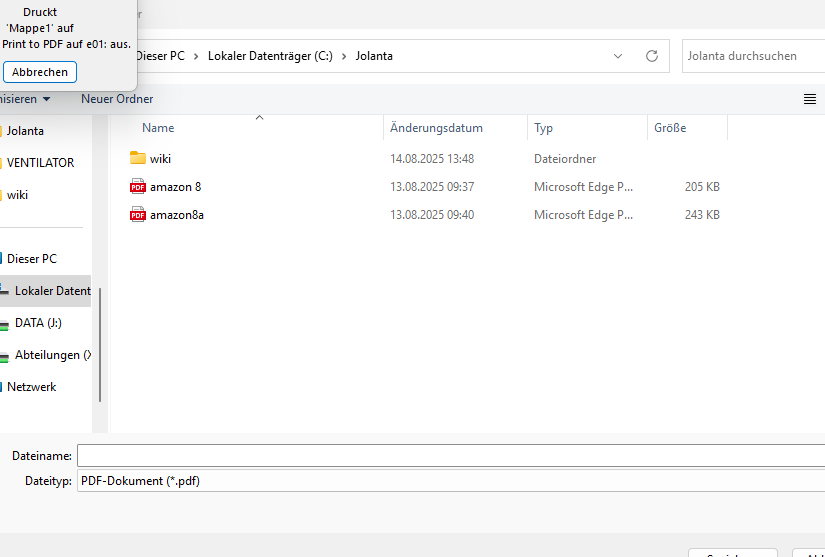 Druckt
'Mappe1' auf
Print to PDF auf e01: aus.
Abbrechen
Dieser PC > Lokaler Datenträger (C:) > Jolanta
Jolanta durchsuchen
Neuer Ordner
Name Änderungsdatum Typ Größe
wiki 14.08.2025 13:48 Dateiordner
PDF amazon 8 13.08.2025 09:37 Microsoft Edge P... 205 KB
PDF amazon8a 13.08.2025 09:40 Microsoft Edge P... 243 KB
Jolanta
VENTILATOR
wiki
Dieser PC
Lokaler Datent
DATA (J:)
Abteilungen (X
Netzwerk
Dateiname:
Dateityp: PDF-Dokument (*.pdf)